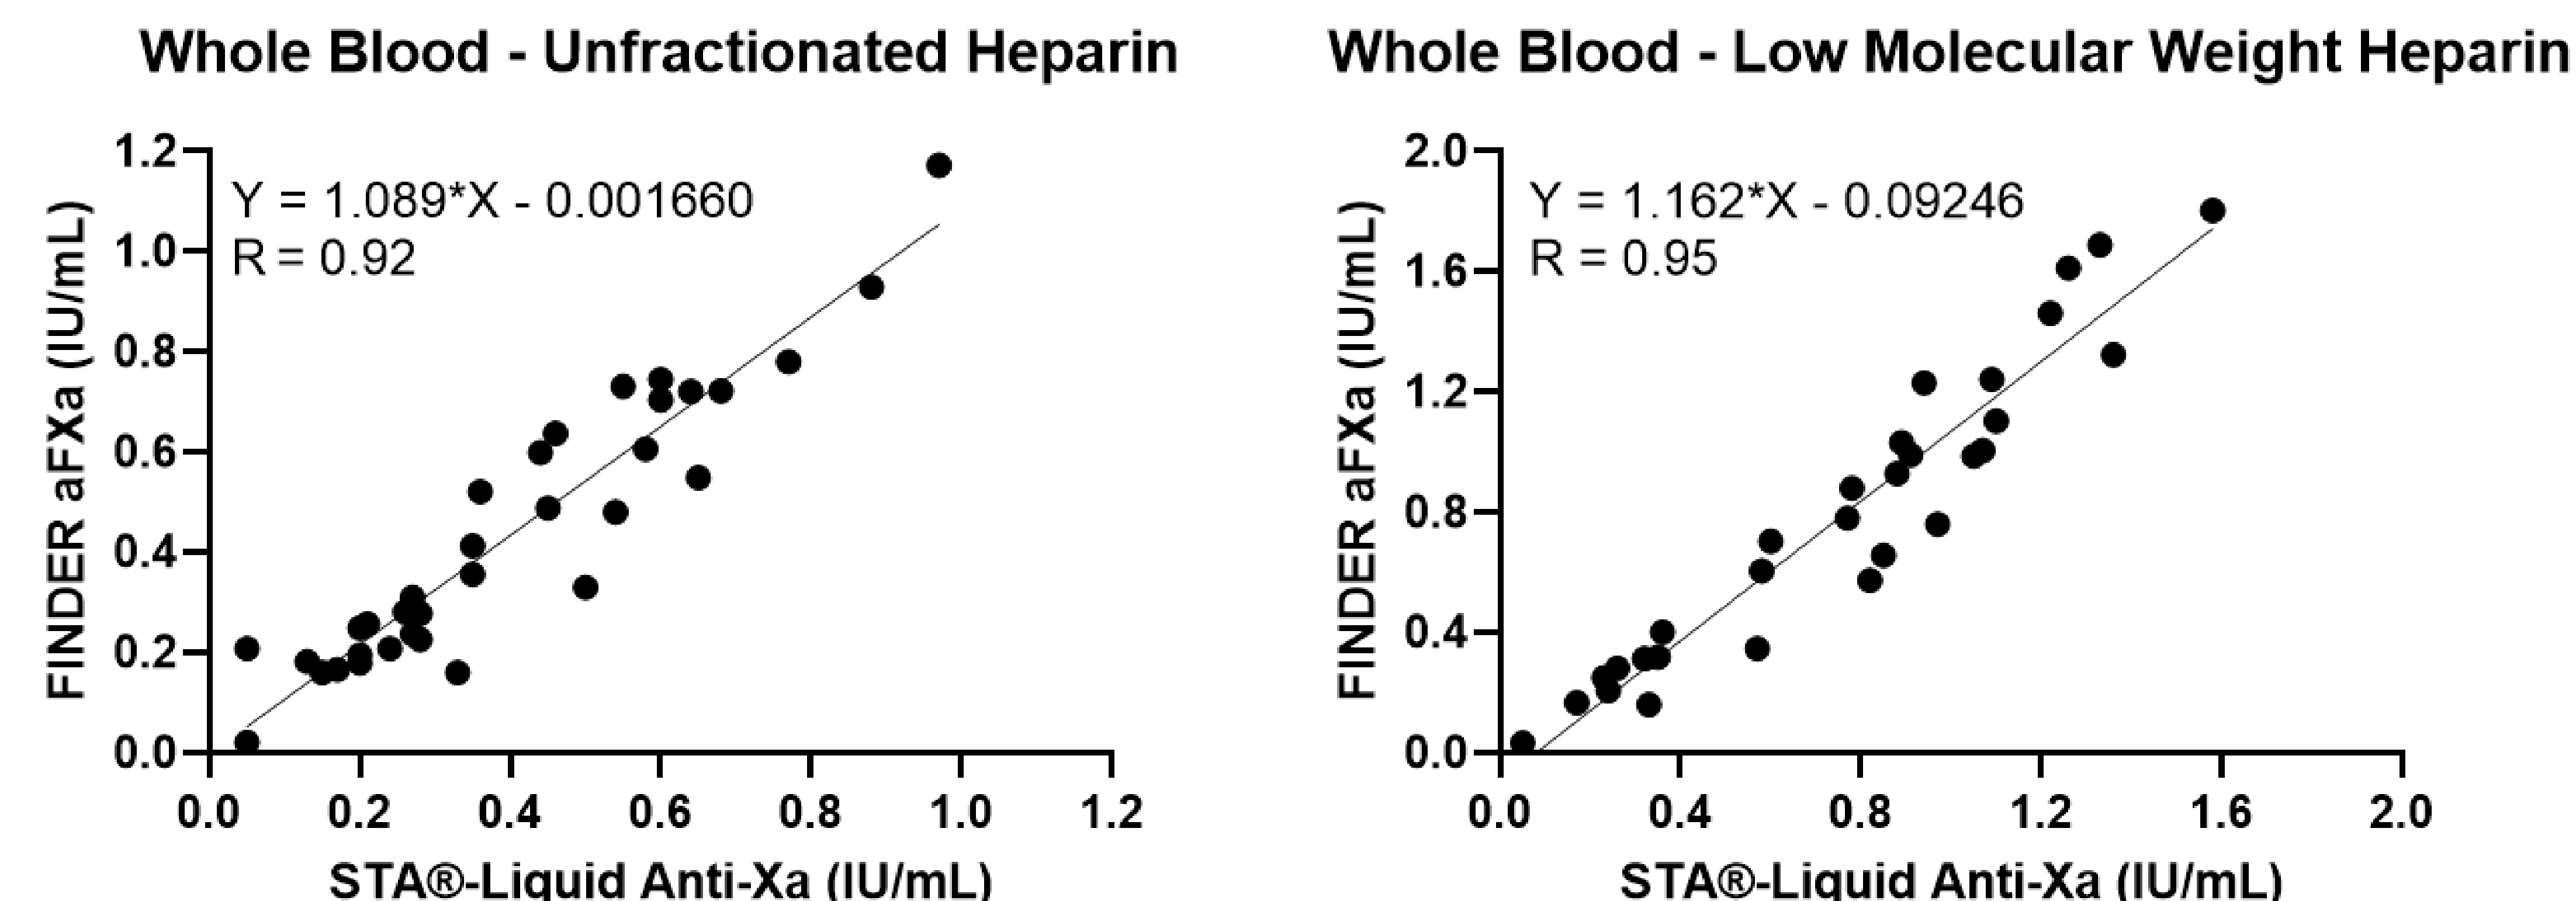 Whole Blood - Unfractionated Heparin
Y = 1.089*X - 0.001660
R = 0.92
FINDER aFXa (IU/mL)
1.2
1.0
0.8
0.6
0.4
0.2
0.0
0.0 0.2 0.4 0.6 0.8 1.0 1.2
STA®-Liquid Anti-Xa (IU/mL)
Whole Blood - Low Molecular Weight Heparin
Y = 1.162*X - 0.09246
R = 0.95
FINDER aFXa (IU/mL)
2.0
1.6
1.2
0.8
0.4
0.0
0.0 0.4 0.8 1.2 1.6 2.0
STA®-Liquid Anti-Xa (IU/mL)